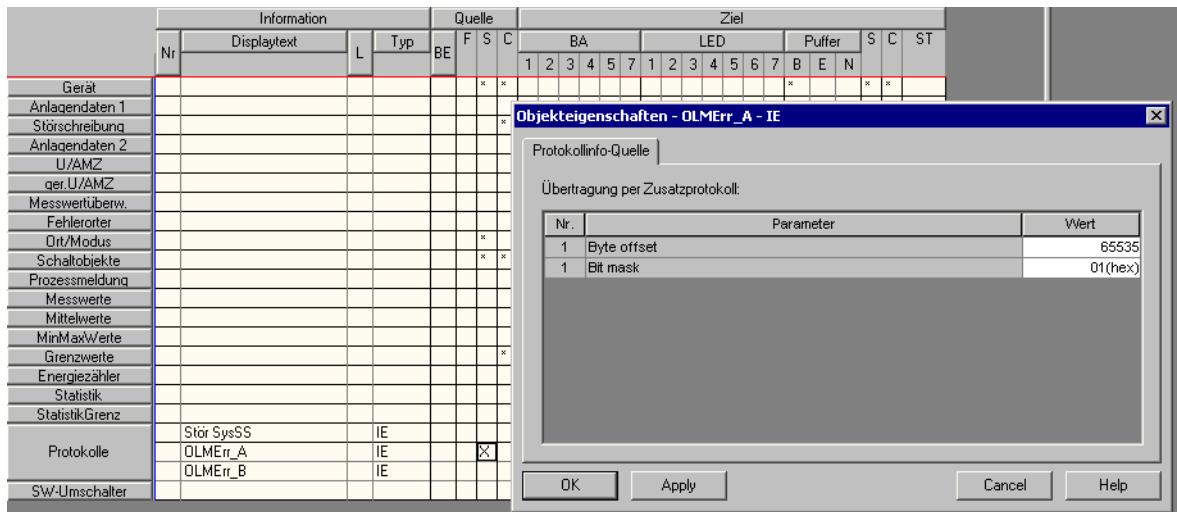 Information Quelle Ziel
Nr Displaytext L Typ BE F S C BA LED Puffer S C ST
1 2 3 4 5 7 1 2 3 4 5 6 7 B E N
Gerät * * * * *
Anlagendaten 1
Störschreibung *
Anlagendaten 2
U/AMZ
ger.U/AMZ
Messwertüberw.
Fehlerorter
Ort/Modus *
Schaltobjekte * *
Prozessmeldung
Messwerte
Mittelwerte
MinMaxWerte
Grenzwerte *
Energiezähler
Statistik
StatistikGrenz
Protokolle
Stör SysSS IE
OLMErr_A IE X
OLMErr_B IE
SW-Umschalter
Objekteigenschaften - OLMErr_A - IE
Protokollinfo-Quelle
Übertragung per Zusatzprotokoll:
Nr. Parameter Wert
1 Byte offset 65535
1 Bit mask 01(hex)
OK Apply Cancel Help